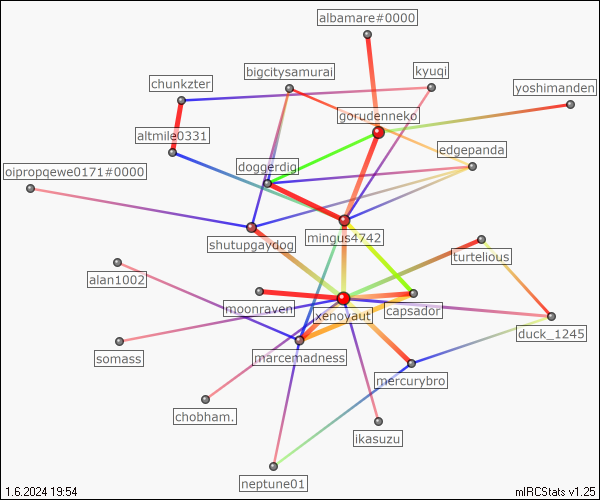 albamare#0000
bigcitysamurai
kyuqi
chunkzter
yoshimanden
gorudenneko
altmile0331
edgepanda
doggerdig
oipropqewe0171#0000
mingus4742
shutupgaydog
turtelious
alan1002
moonraven
capsador
xenoyaut
duck_1245
somass
marcemadness
mercurybro
chobham.
ikasuzu
neptune01
1.6.2024 19:54
mIRCStats v1.25